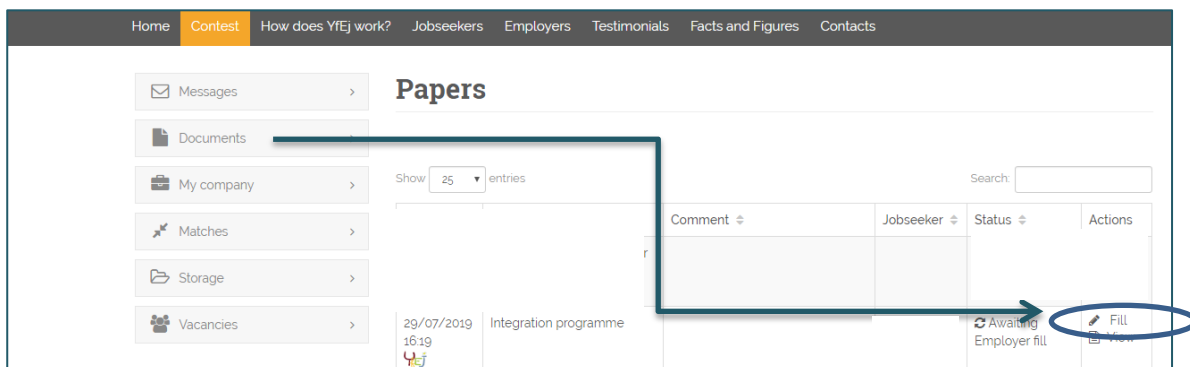 Home Contest How does YfEj work? Jobseekers Employers Testimonials Facts and Figures Contacts
Messages
Documents
My company
Matches
Storage
Vacancies
Papers
Show 25 entries
Search:
Comment Jobseeker Status Actions
r
29/07/2019 Integration programme Awaiting Fill
16:19 Employer fill View
YEj